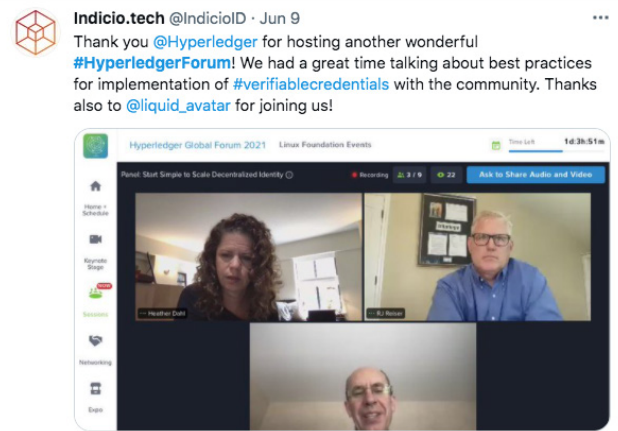 Indicio.tech @IndicioID · Jun 9
Thank you @Hyperledger for hosting another wonderful
#HyperledgerForum! We had a great time talking about best practices
for implementation of #verifiablecredentials with the community. Thanks
also to @liquid_avatar for joining us!
Hyperledger Global Forum 2021 Linux Foundation Events
Time Left 1d:3h:51m
Panel: Start Simple to Scale Decentralized Identity
Recording 3 / 9 22 Ask to Share Audio and Video
Home +
Schedule
Keynote
Stage
Sessions
Networking
Expo
Heather Dahl
RJ Reiser